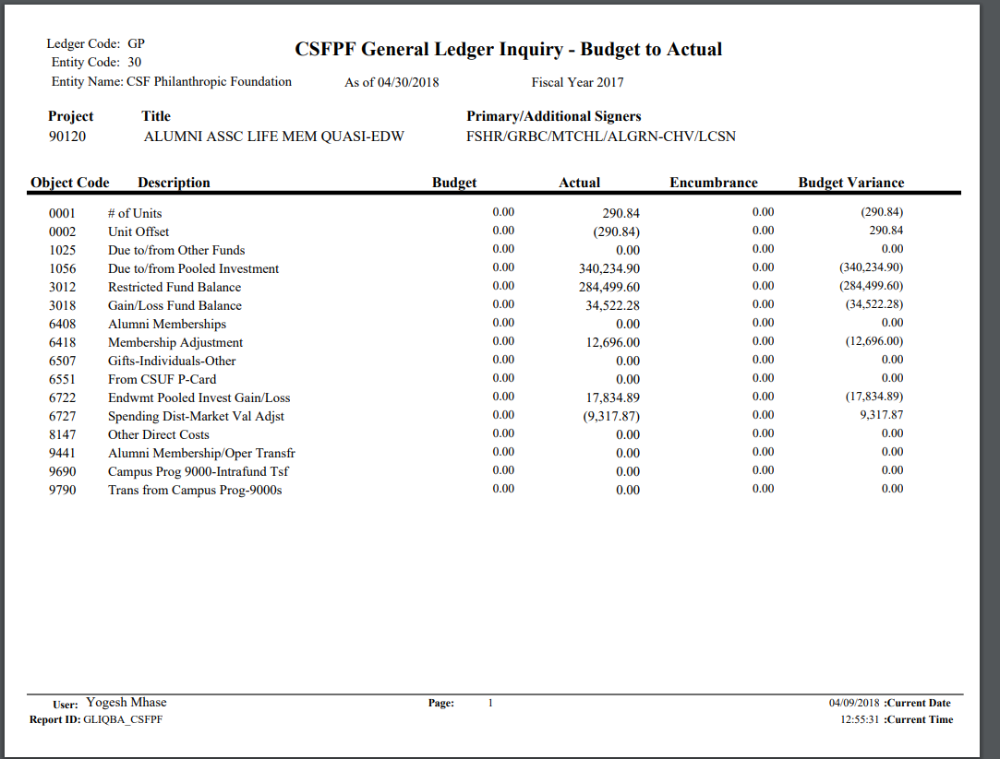 Ledger Code: GP
CSFPF General Ledger Inquiry - Budget to Actual
Entity Code: 30
Entity Name: CSF Philanthropic Foundation As of 04/30/2018 Fiscal Year 2017
Project Title Primary/Additional Signers
90120 ALUMNI ASSC LIFE MEM QUASI-EDW FSHR/GRBC/MTCHL/ALGRN-CHV/LCSN
Object Code Description Budget Actual Encumbrance Budget Variance
0001 # of Units 0.00 290.84 0.00 (290.84)
0002 Unit Offset 0.00 (290.84) 0.00 290.84
1025 Due to/from Other Funds 0.00 0.00 0.00 0.00
1056 Due to/from Pooled Investment 0.00 340,234.90 0.00 (340,234.90)
3012 Restricted Fund Balance 0.00 284,499.60 0.00 (284,499.60)
3018 Gain/Loss Fund Balance 0.00 34,522.28 0.00 (34,522.28)
6408 Alumni Memberships 0.00 0.00 0.00 0.00
6418 Membership Adjustment 0.00 12,696.00 0.00 (12,696.00)
6507 Gifts-Individuals-Other 0.00 0.00 0.00 0.00
6551 From CSUF P-Card 0.00 0.00 0.00 0.00
6722 Endwmt Pooled Invest Gain/Loss 0.00 17,834.89 0.00 (17,834.89)
6727 Spending Dist-Market Val Adjst 0.00 (9,317.87) 0.00 9,317.87
8147 Other Direct Costs 0.00 0.00 0.00 0.00
9441 Alumni Membership/Oper Transfr 0.00 0.00 0.00 0.00
9690 Campus Prog 9000-Intrafund Tsf 0.00 0.00 0.00 0.00
9790 Trans from Campus Prog-9000s 0.00 0.00 0.00 0.00
User: Yogesh Mhase Page: 1 04/09/2018 :Current Date
Report ID: GLIQBA_CSFPF 12:55:31 :Current Time